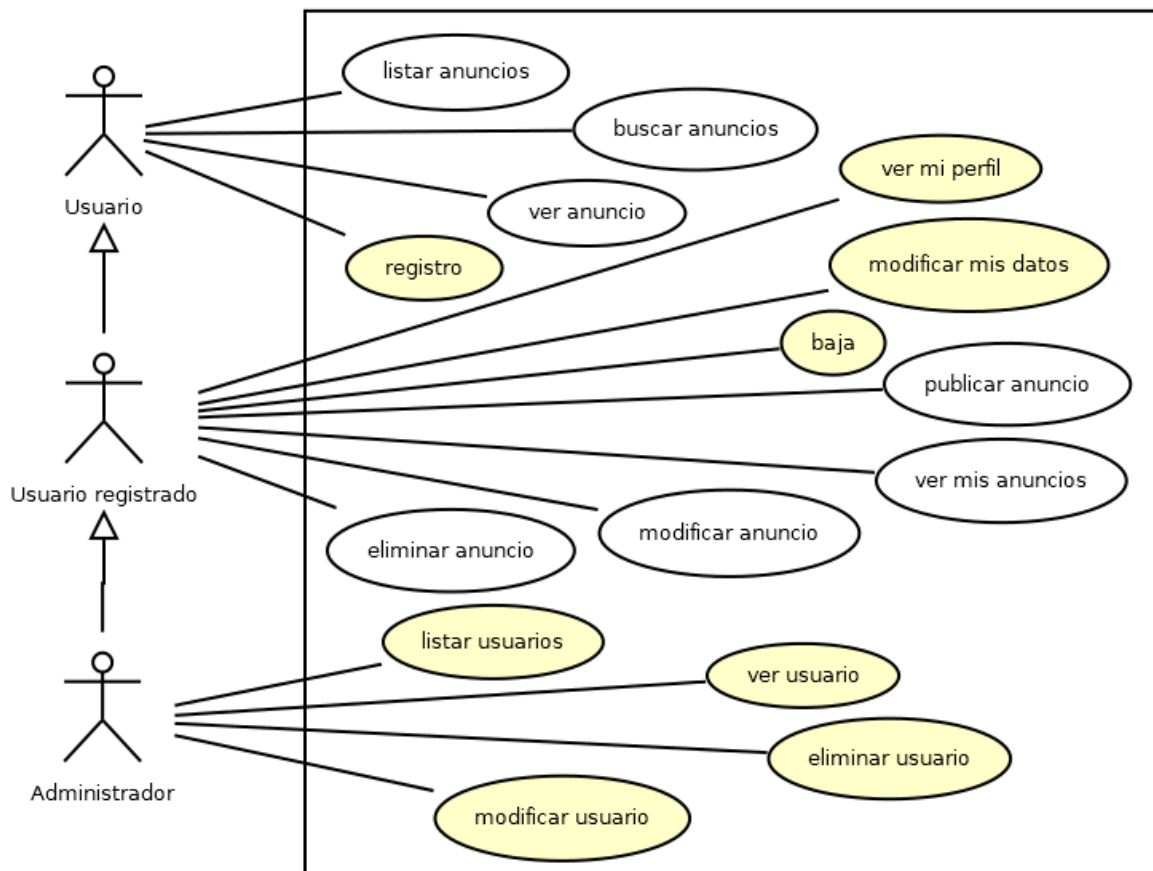 listar anuncios
buscar anuncios
ver mi perfil
Usuario
ver anuncio
registro
modificar mis datos
baja
publicar anuncio
Usuario registrado
ver mis anuncios
eliminar anuncio
modificar anuncio
listar usuarios
ver usuario
eliminar usuario
Administrador
modificar usuario